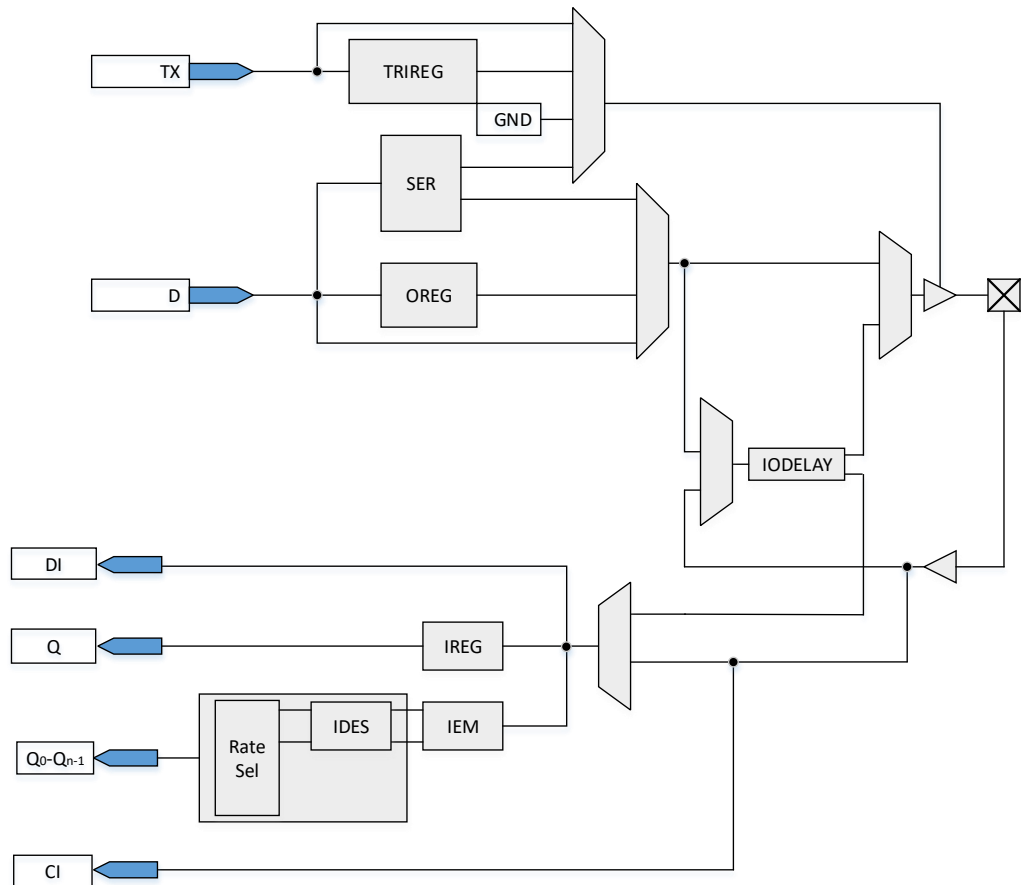 TX
TRIREG
GND
SER
D
OREG
IODELAY
DI
Q
IREG
Q0-Qn-1
Rate
Sel
IDES
IEM
CI